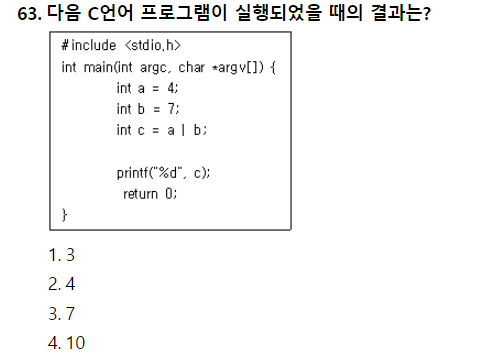 63. 다음 C언어 프로그램이 실행되었을 때의 결과는?
#include <stdio.h>
int main(int argc, char *argv[]) {
int a = 4;
int b = 7;
int c = a | b;
printf("%d", c);
return 0;
}
1. 3
2. 4
3. 7
4. 10